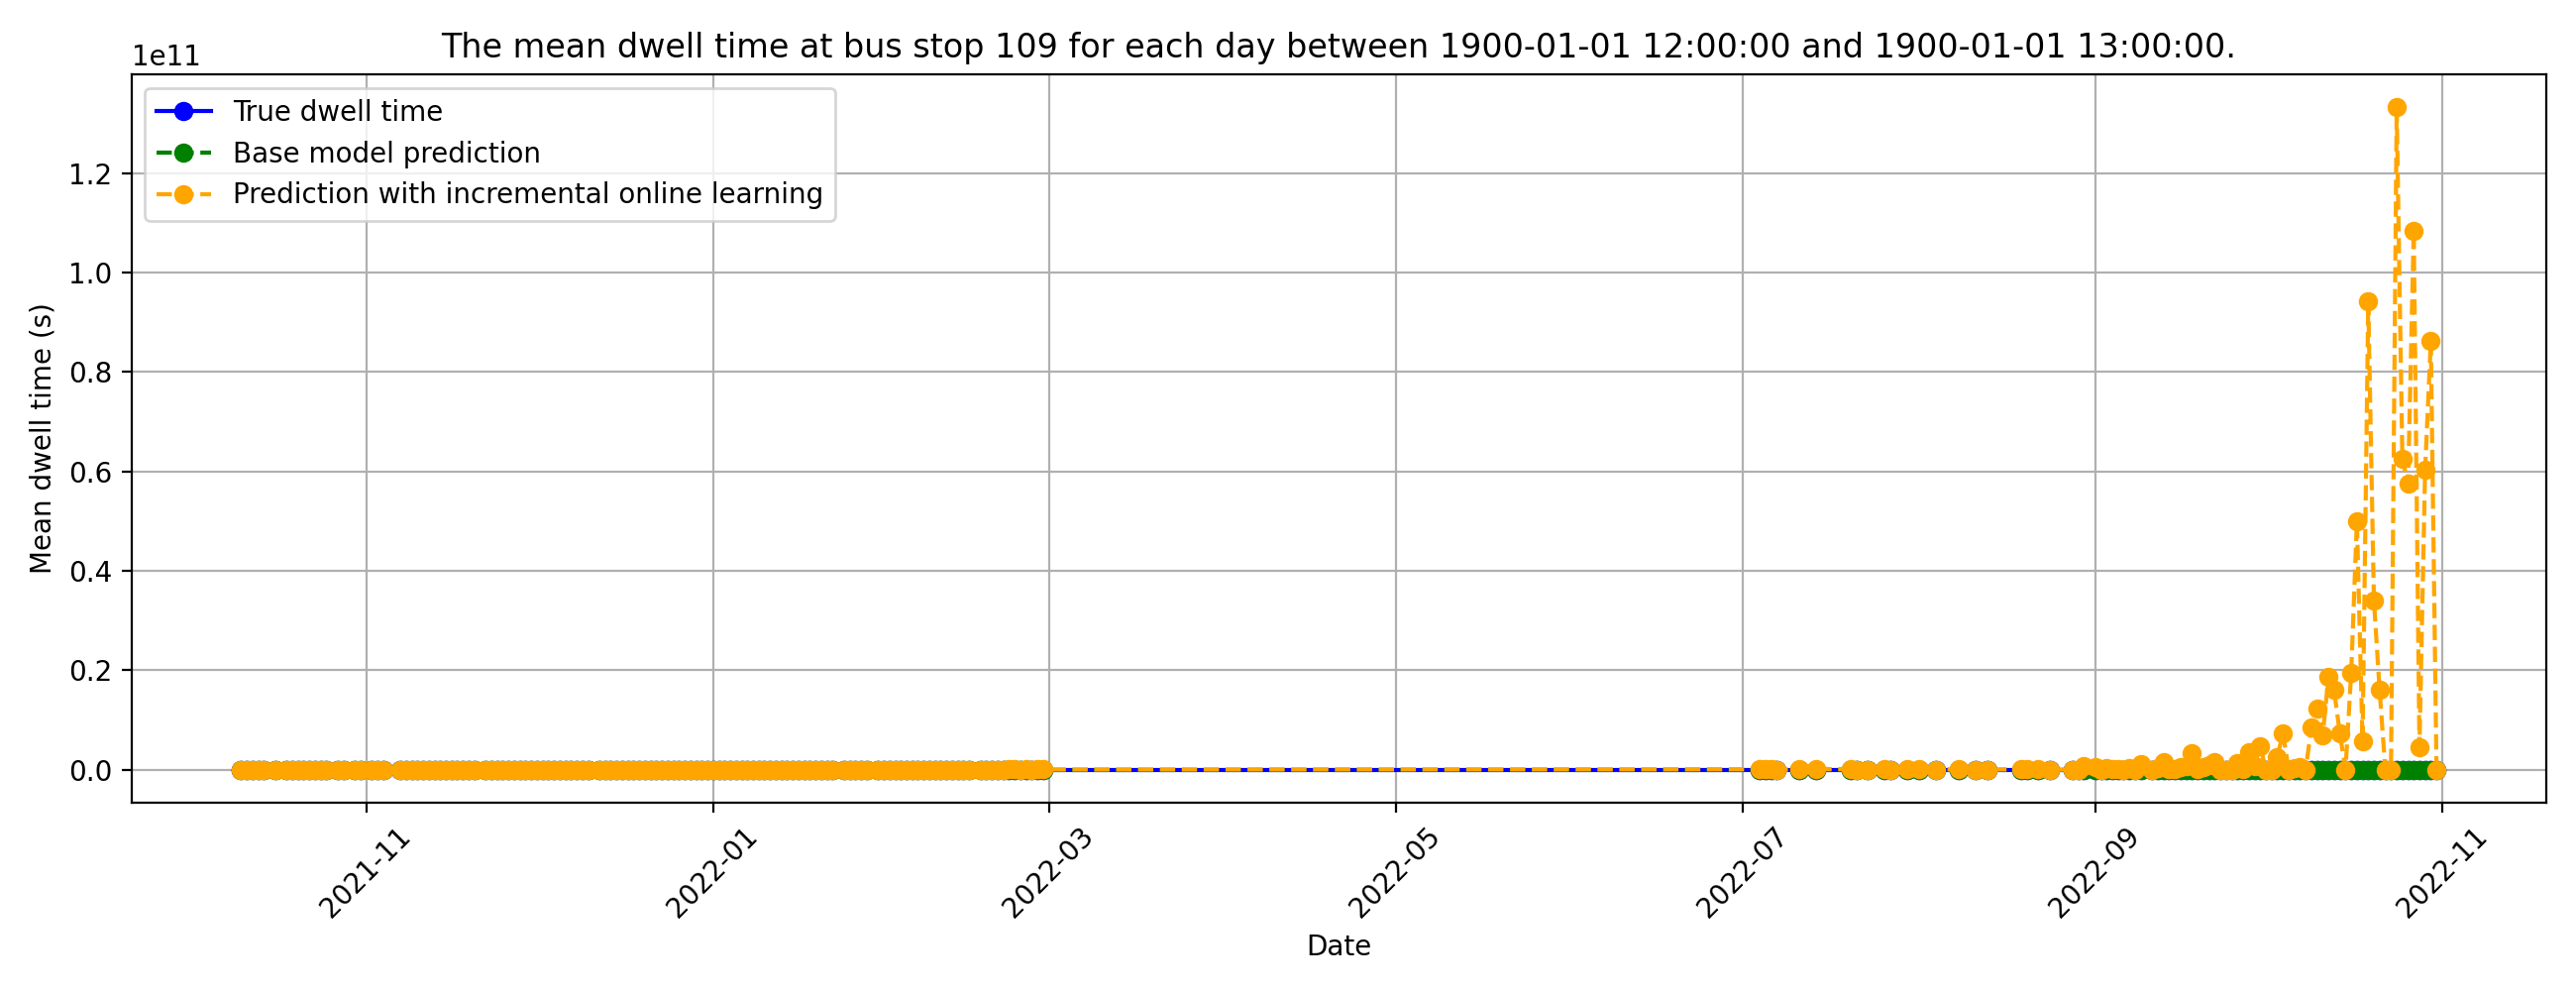 The mean dwell time at bus stop 109 for each day between 1900-01-01 12:00:00 and 1900-01-01 13:00:00.
1e11
True dwell time
Base model prediction
Prediction with incremental online learning
Mean dwell time (s)
1.2
1.0
0.8
0.6
0.4
0.2
0.0
2021-11
2022-01
2022-03
2022-05
2022-07
2022-09
2022-11
Date